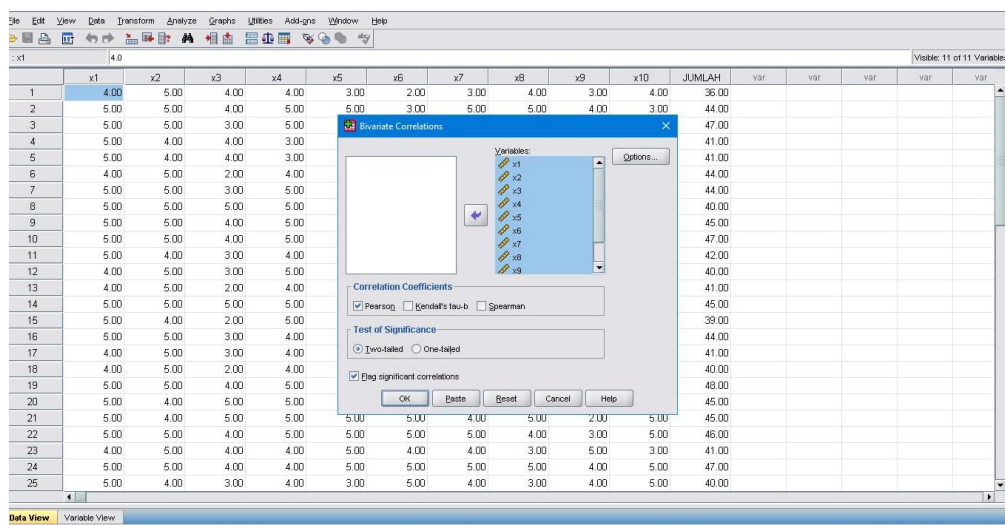 File Edit View Data Transform Analyze Graphs Utilities Add-ons Window Help
: x1 4.0 Visible: 11 of 11 Variable
x1 x2 x3 x4 x5 x6 x7 x8 x9 x10 JUMLAH var var var var var
1 4.00 5.00 4.00 4.00 3.00 2.00 3.00 4.00 3.00 4.00 36.00
2 5.00 5.00 4.00 5.00 5.00 3.00 5.00 5.00 4.00 3.00 44.00
3 5.00 5.00 3.00 5.00 47.00
4 5.00 4.00 4.00 3.00 41.00
5 5.00 4.00 4.00 3.00 41.00
6 4.00 5.00 2.00 4.00 44.00
7 5.00 5.00 3.00 5.00 44.00
8 5.00 5.00 5.00 5.00 40.00
9 5.00 5.00 4.00 5.00 45.00
10 5.00 5.00 4.00 5.00 47.00
11 5.00 4.00 3.00 5.00 42.00
12 4.00 5.00 3.00 4.00 40.00
13 4.00 5.00 2.00 4.00 41.00
14 5.00 5.00 5.00 5.00 45.00
15 5.00 4.00 2.00 5.00 39.00
16 5.00 5.00 3.00 4.00 44.00
17 4.00 5.00 3.00 4.00 41.00
18 4.00 5.00 2.00 4.00 40.00
19 5.00 5.00 4.00 5.00 48.00
20 5.00 4.00 5.00 5.00 45.00
21 5.00 4.00 5.00 5.00 5.00 5.00 4.00 5.00 2.00 5.00 45.00
22 5.00 5.00 4.00 5.00 5.00 5.00 5.00 4.00 3.00 5.00 46.00
23 4.00 4.00 4.00 4.00 5.00 4.00 4.00 3.00 5.00 3.00 41.00
24 5.00 5.00 4.00 4.00 5.00 5.00 5.00 5.00 4.00 5.00 47.00
25 5.00 4.00 3.00 4.00 3.00 5.00 4.00 3.00 4.00 5.00 40.00
Bivariate Correlations
Variables:
x1
x2
x3
x4
x5
x6
x7
x8
x9
Options...
Correlation Coefficients
Pearson Kendall's tau-b Spearman
Test of Significance
Two-tailed One-tailed
Flag significant correlations
OK Paste Reset Cancel Help
Data View Variable View